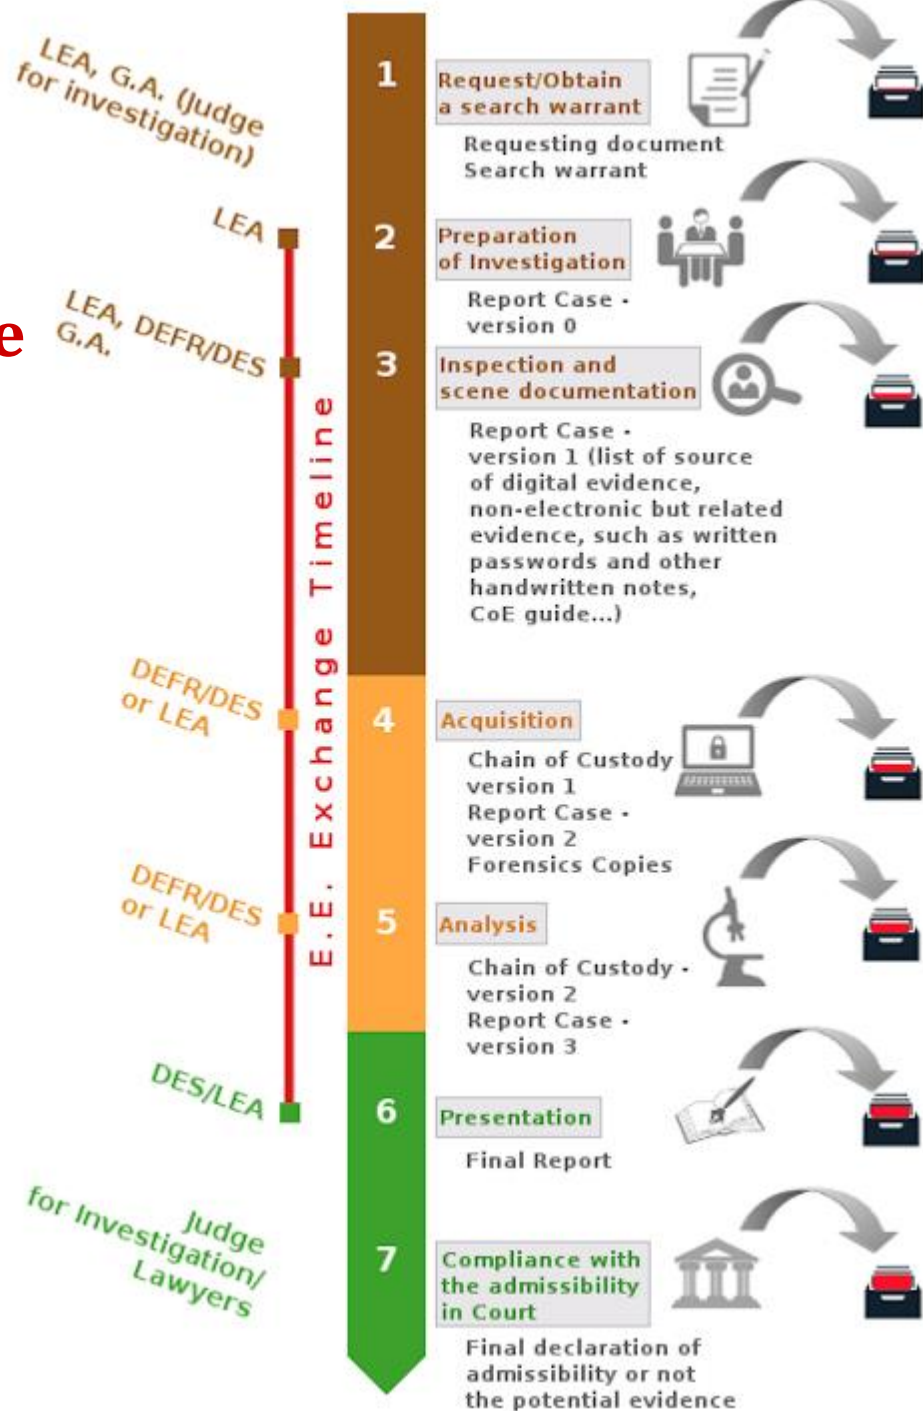 LEA, G.A. (Judge
for investigation)
1
Request/Obtain
a search warrant
Requesting document
Search warrant
LEA
2
Preparation
of Investigation
Report Case -
version 0
e
LEA, DEFR/DES
G.A.
3
Inspection and
scene documentation
Report Case -
version 1 (list of source
of digital evidence,
non-electronic but related
evidence, such as written
passwords and other
handwritten notes,
CoE guide...)
E.E. Exchange Timeline
DEFR/DES
or LEA
4
Acquisition
Chain of Custody
version 1
Report Case -
version 2
Forensics Copies
DEFR/DES
or LEA
5
Analysis
Chain of Custody -
version 2
Report Case -
version 3
DES/LEA
6
Presentation
Final Report
Judge
for Investigation/
Lawyers
7
Compliance with
the admissibility
in Court
Final declaration of
admissibility or not
the potential evidence